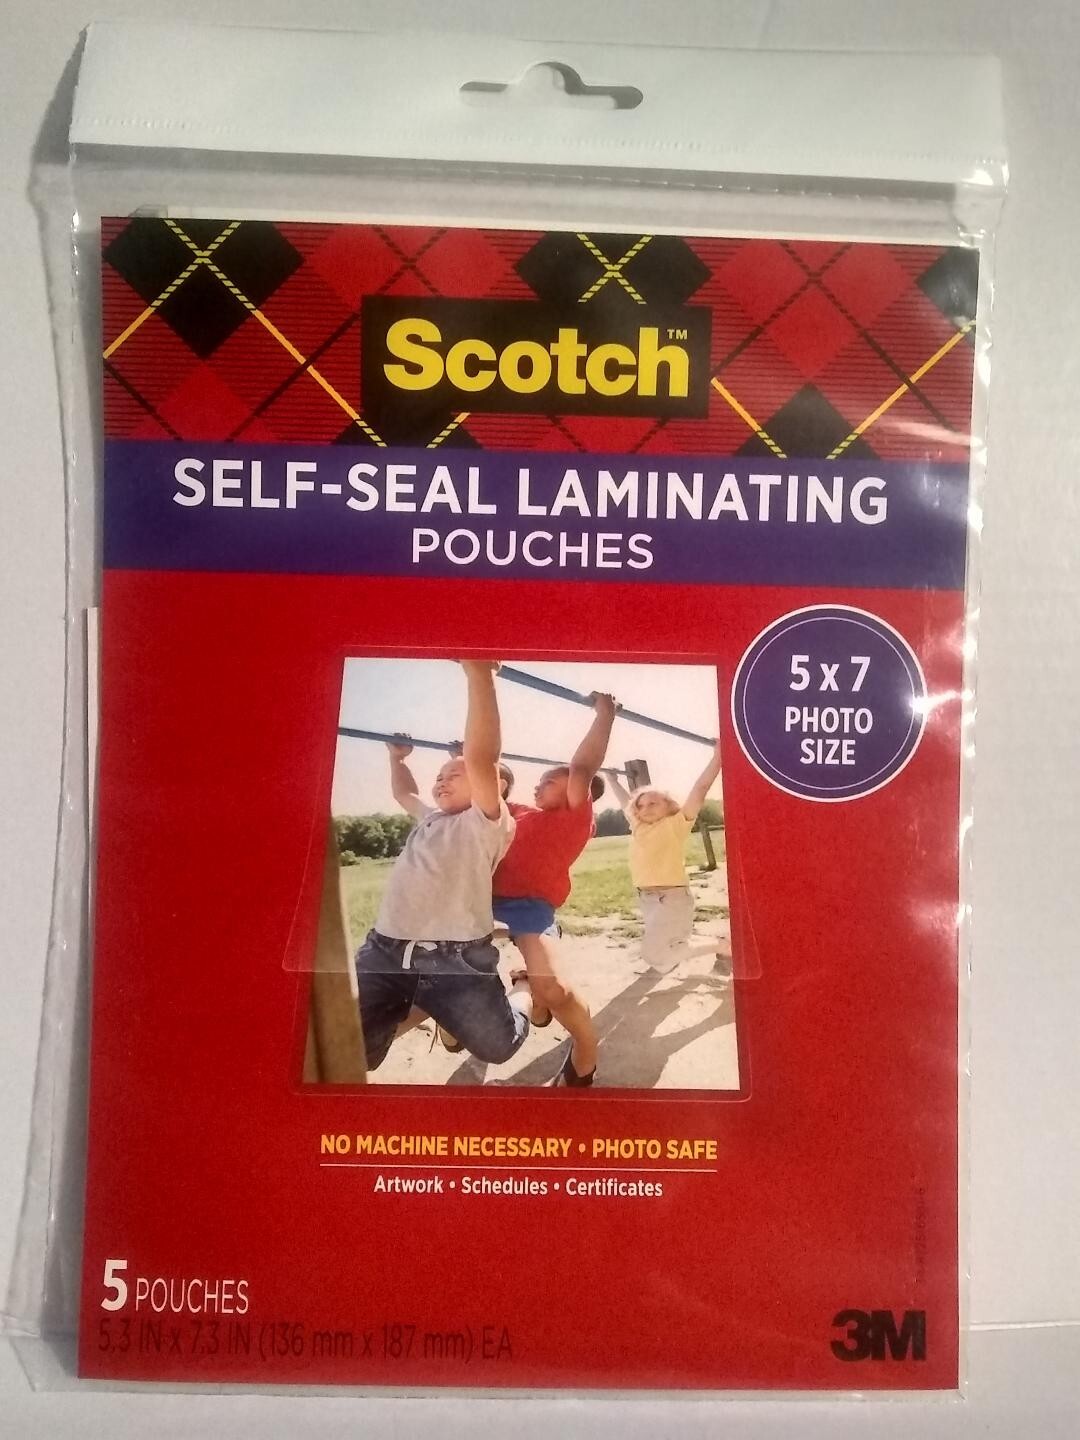 Scotch™
SELF-SEAL LAMINATING
POUCHES
5 x 7
PHOTO
SIZE
NO MACHINE NECESSARY • PHOTO SAFE
Artwork • Schedules • Certificates
5 POUCHES
5.3 IN x 7.3 IN (136 mm x 187 mm) EA
3M